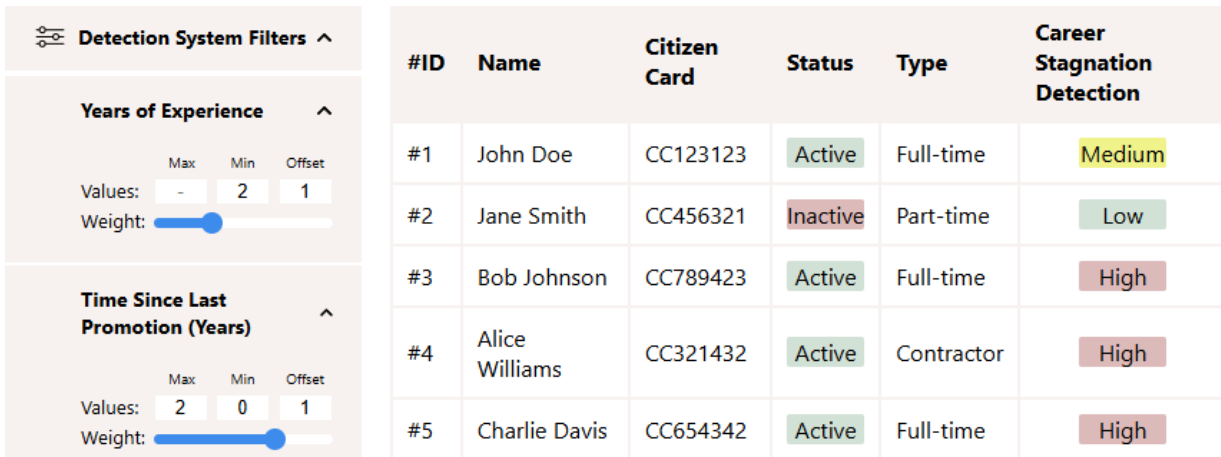 Detection System Filters
Years of Experience
Max Min Offset
Values: - 2 1
Weight:
Time Since Last
Promotion (Years)
Max Min Offset
Values: 2 0 1
Weight:
#ID Name Citizen Card Status Type Career Stagnation Detection
#1 John Doe CC123123 Active Full-time Medium
#2 Jane Smith CC456321 Inactive Part-time Low
#3 Bob Johnson CC789423 Active Full-time High
#4 Alice Williams CC321432 Active Contractor High
#5 Charlie Davis CC654342 Active Full-time High